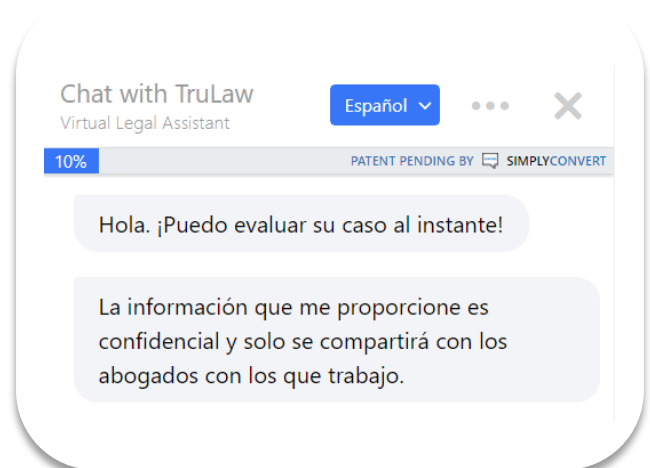 Chat with TruLaw
Virtual Legal Assistant
Español
10%
PATENT PENDING BY SIMPLYCONVERT
Hola. ¡Puedo evaluar su caso al instante!
La información que me proporcione es
confidencial y solo se compartirá con los
abogados con los que trabajo.